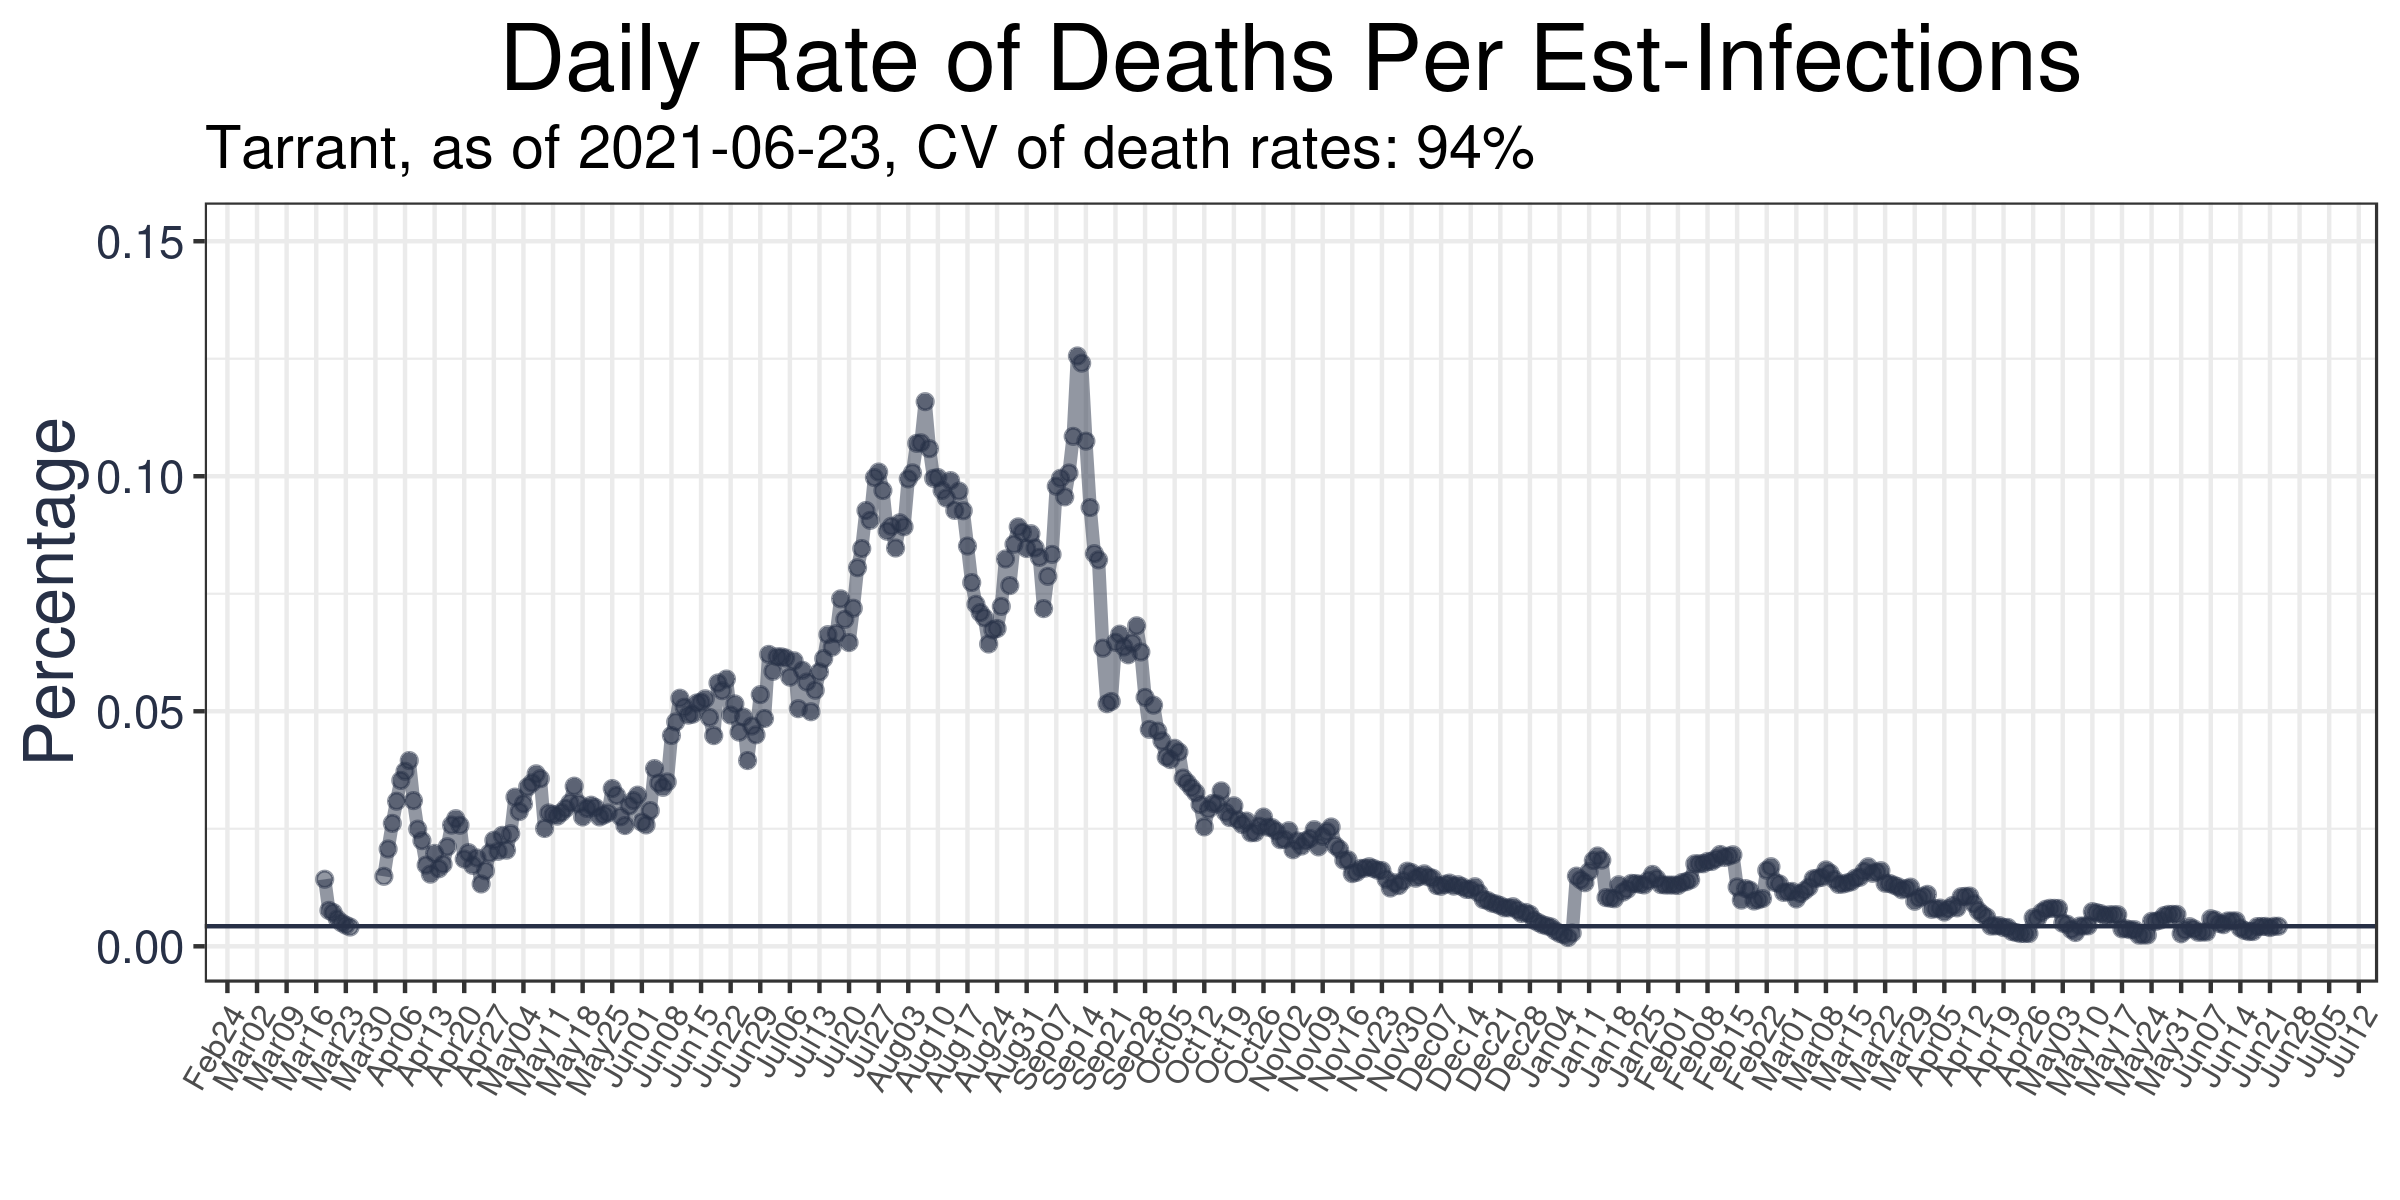 Daily Rate of Deaths Per Est-Infections
Tarrant, as of 2021-06-23, CV of death rates: 94%
Percentage
0.15
0.10
0.05
0.00
Feb24 Mar02 Mar09 Mar16 Mar23 Mar30 Apr06 Apr13 Apr20 Apr27 May04 May11 May18 May25 Jun01 Jun08 Jun15 Jun22 Jun29 Jul06 Jul13 Jul20 Jul27 Aug03 Aug10 Aug17 Aug24 Aug31 Sep07 Sep14 Sep21 Sep28 Oct05 Oct12 Oct19 Oct26 Nov02 Nov09 Nov16 Nov23 Nov30 Dec07 Dec14 Dec21 Dec28 Jan04 Jan11 Jan18 Jan25 Feb01 Feb08 Feb15 Feb22 Mar01 Mar08 Mar15 Mar22 Mar29 Apr05 Apr12 Apr19 Apr26 May03 May10 May17 May24 May31 Jun07 Jun14 Jun21 Jun28 Jul05 Jul12